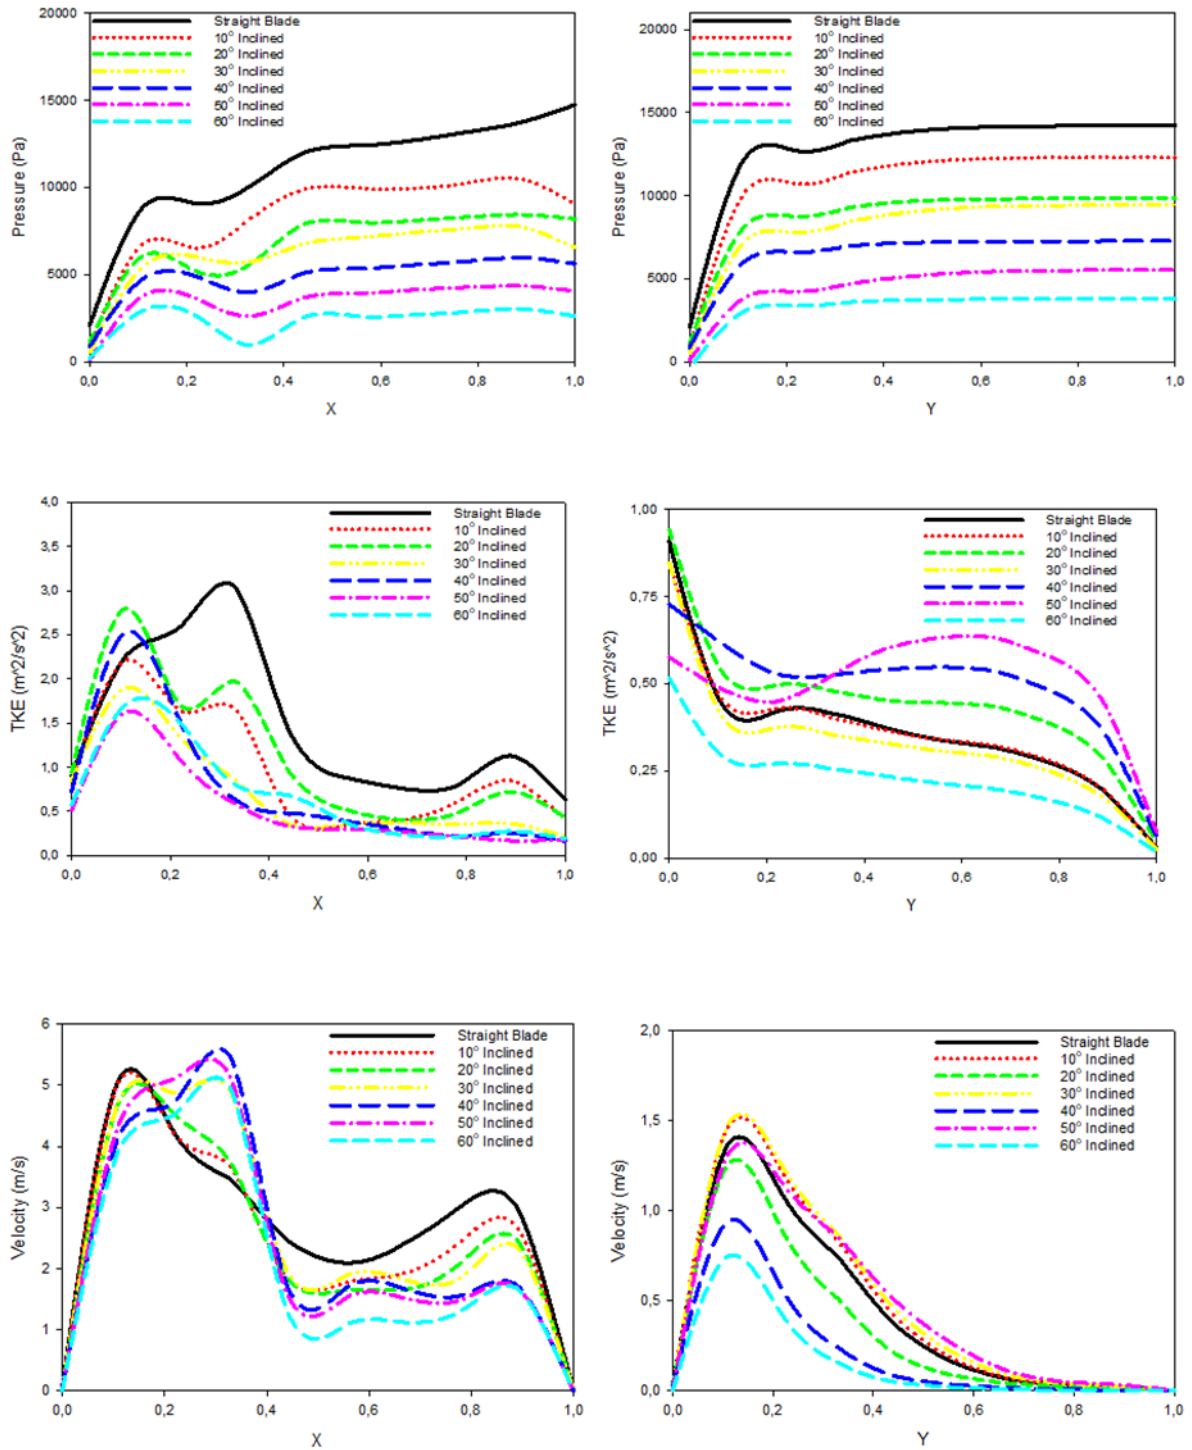 20000
15000
10000
5000
0
Pressure (Pa)
Straight Blade
10° Inclined
20° Inclined
30° Inclined
40° Inclined
50° Inclined
60° Inclined
0,0 0,2 0,4 0,6 0,8 1,0
X
20000
15000
10000
5000
0
Pressure (Pa)
Straight Blade
10° Inclined
20° Inclined
30° Inclined
40° Inclined
50° Inclined
60° Inclined
0,0 0,2 0,4 0,6 0,8 1,0
Y
4,0
3,5
3,0
2,5
2,0
1,5
1,0
0,5
0,0
TKE (m^2/s^2)
Straight Blade
10° Inclined
20° Inclined
30° Inclined
40° Inclined
50° Inclined
60° Inclined
0,0 0,2 0,4 0,6 0,8 1,0
X
1,00
0,75
0,50
0,25
0,00
TKE (m^2/s^2)
Straight Blade
10° Inclined
20° Inclined
30° Inclined
40° Inclined
50° Inclined
60° Inclined
0,0 0,2 0,4 0,6 0,8 1,0
Y
6
5
4
3
2
1
0
Velocity (m/s)
Straight Blade
10° Inclined
20° Inclined
30° Inclined
40° Inclined
50° Inclined
60° Inclined
0,0 0,2 0,4 0,6 0,8 1,0
X
2,0
1,5
1,0
0,5
0,0
Velocity (m/s)
Straight Blade
10° Inclined
20° Inclined
30° Inclined
40° Inclined
50° Inclined
60° Inclined
0,0 0,2 0,4 0,6 0,8 1,0
Y